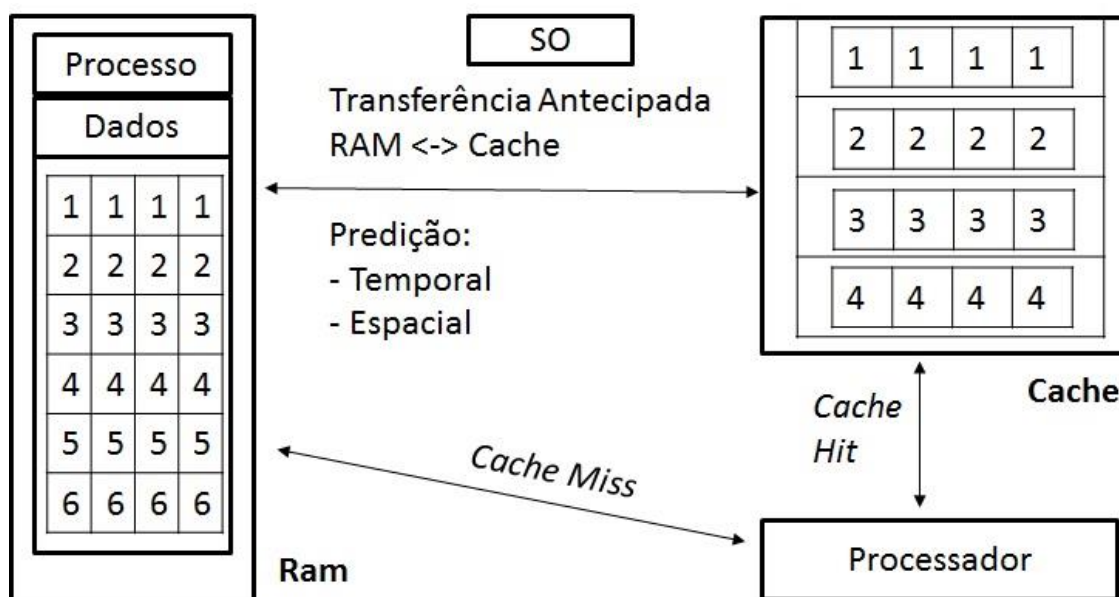 Processo
Dados
1 1 1 1
2 2 2 2
3 3 3 3
4 4 4 4
5 5 5 5
6 6 6 6
Ram
SO
Transferência Antecipada
RAM <-> Cache
Predição:
- Temporal
- Espacial
Cache Miss
1 1 1 1
2 2 2 2
3 3 3 3
4 4 4 4
Cache
Cache
Hit
Processador